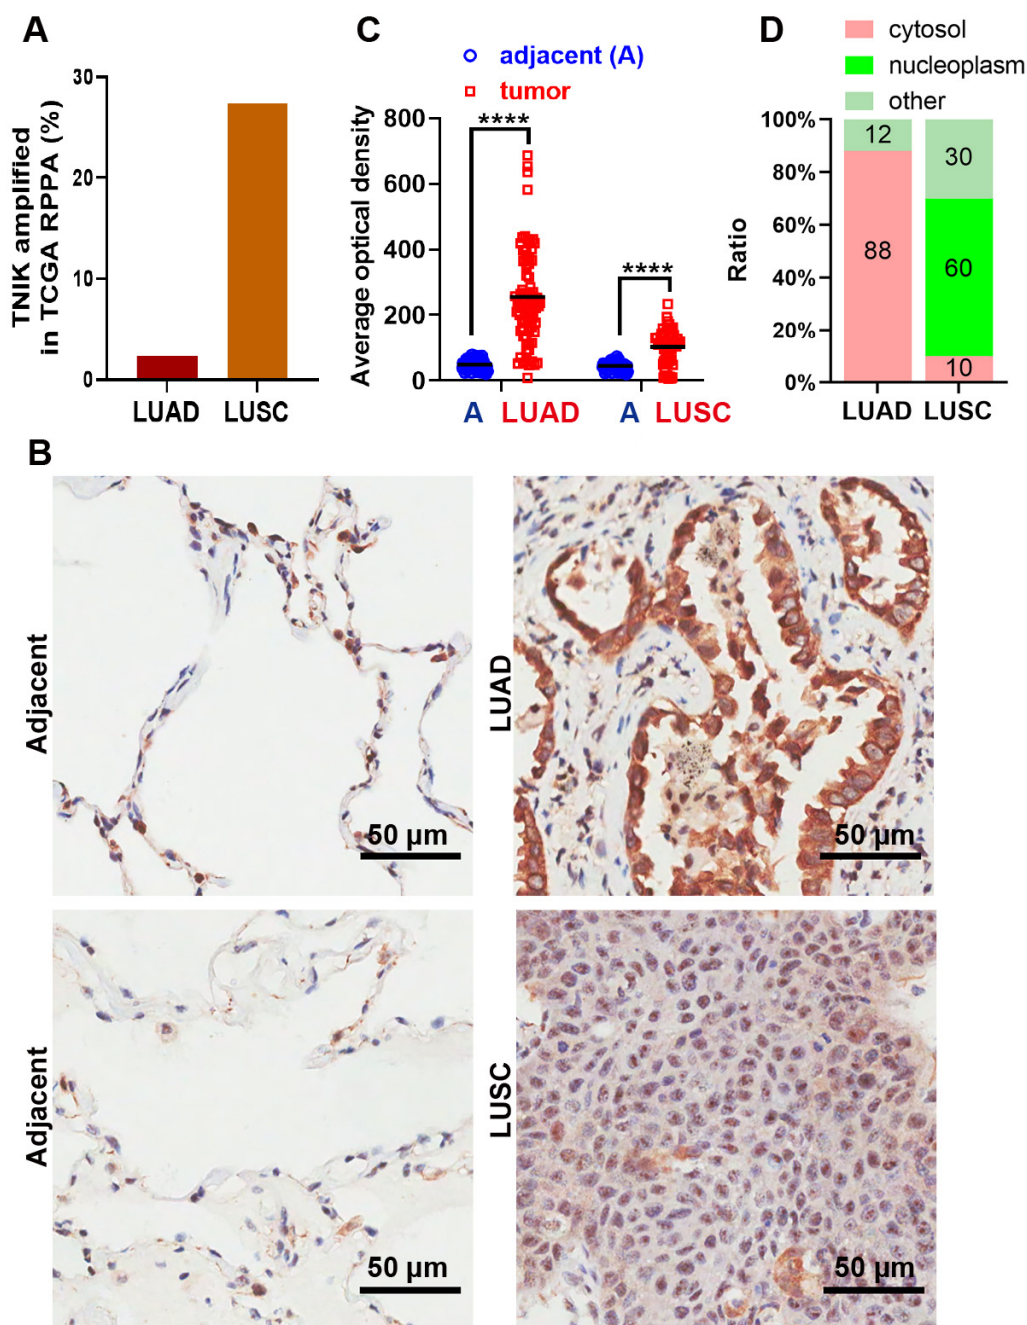 A
TNIK amplified
in TCGA RPPA (%)
30
20
10
0
LUAD LUSC
C
adjacent (A)
tumor
Average optical density
800
600
400
200
0
****
****
A LUAD A LUSC
D
cytosol
nucleoplasm
other
Ratio
100%
80%
60%
40%
20%
0%
12
88
30
60
10
LUAD LUSC
B
Adjacent
50 µm
LUAD
50 µm
Adjacent
50 µm
LUSC
50 µm